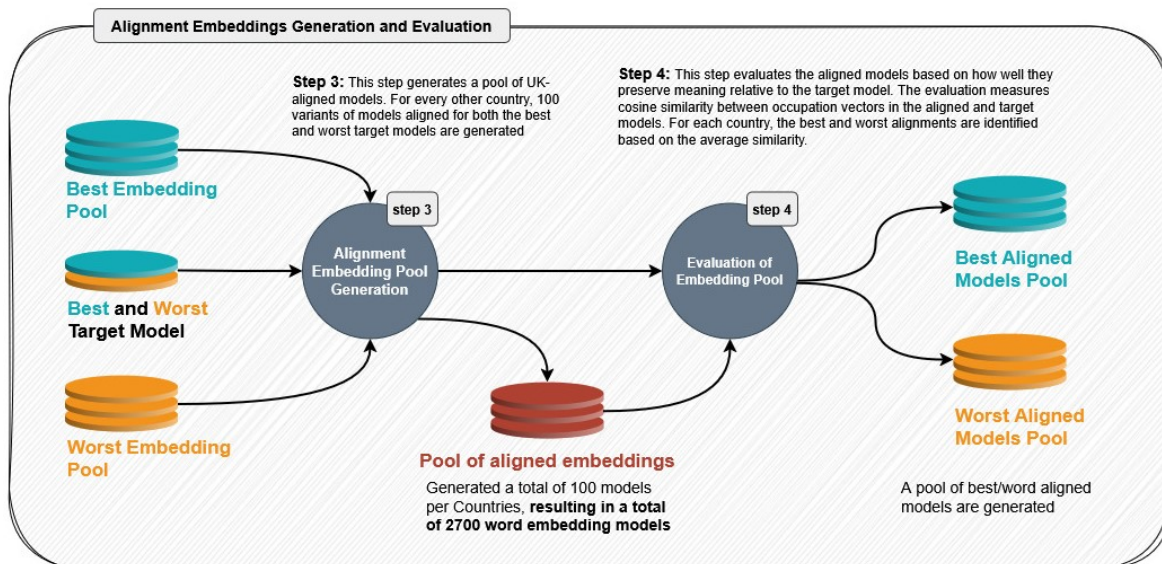 Alignment Embeddings Generation and Evaluation
Step 3: This step generates a pool of UK-
aligned models. For every other country, 100
variants of models aligned for both the best
and worst target models are generated
Step 4: This step evaluates the aligned models based on how well they
preserve meaning relative to the target model. The evaluation measures
cosine similarity between occupation vectors in the aligned and target
models. For each country, the best and worst alignments are identified
based on the average similarity.
Best Embedding
Pool
step 3
Alignment
Embedding Pool
Generation
step 4
Evaluation of
Embedding Pool
Best Aligned
Models Pool
Best and Worst
Target Model
Worst Embedding
Pool
Pool of aligned embeddings
Generated a total of 100 models
per Countries, resulting in a total
of 2700 word embedding models
Worst Aligned
Models Pool
A pool of best/word aligned
models are generated